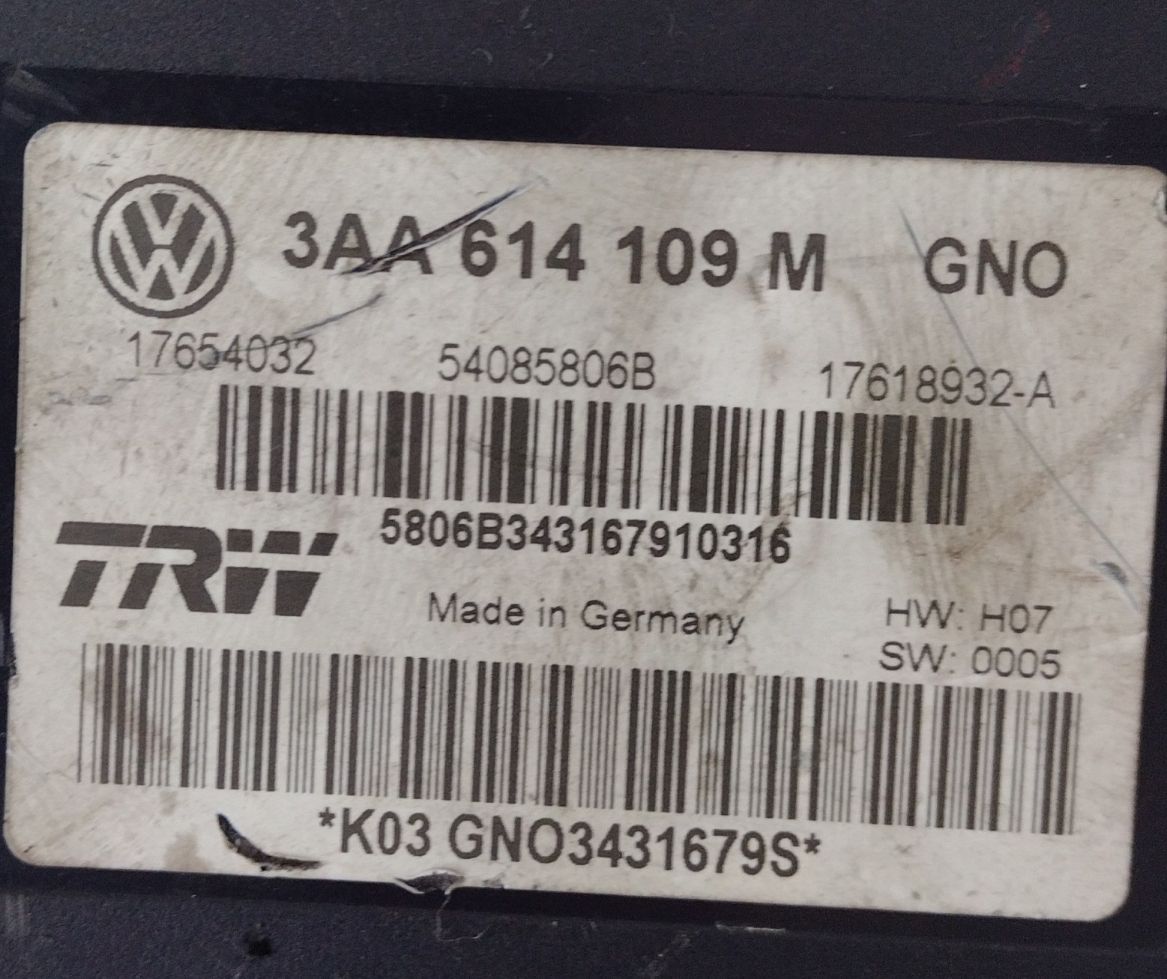 3AA 614 109 M GNO
17654032 54085806B 17618932-A
5806B343167910316
TRW
Made in Germany HW: H07
SW: 0005
*K03 GNO3431679S*